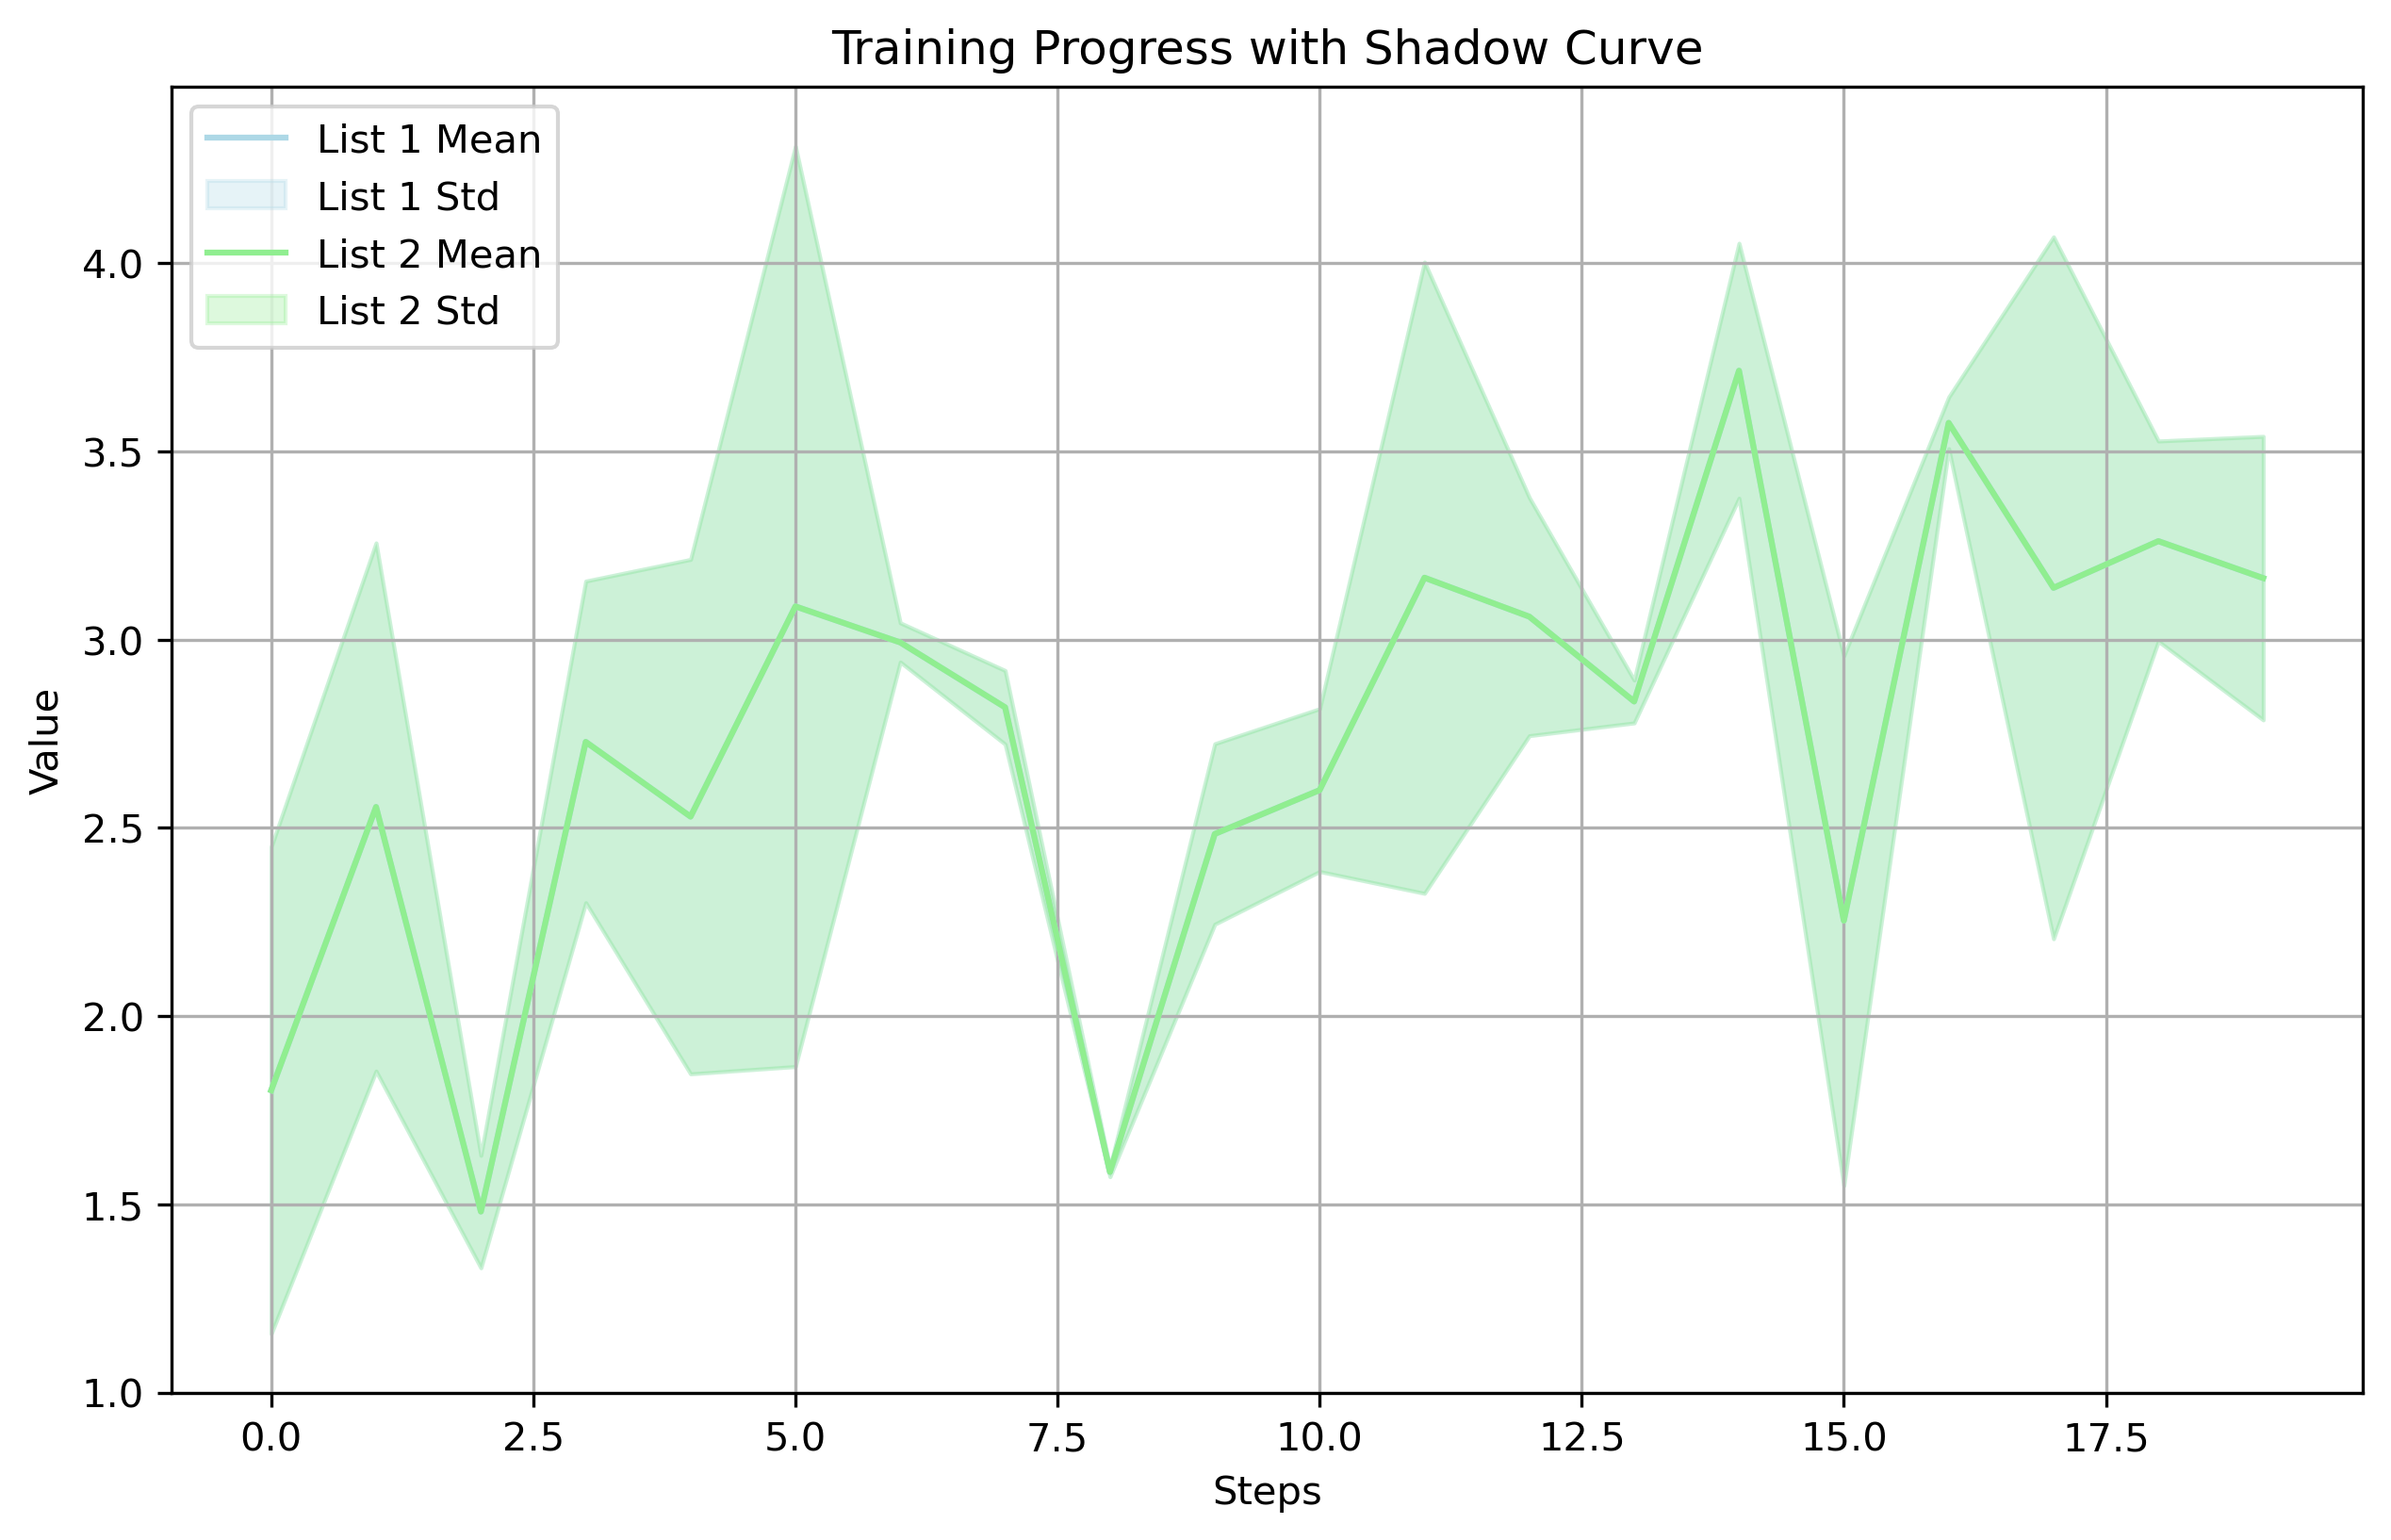 Training Progress with Shadow Curve
List 1 Mean
List 1 Std
List 2 Mean
List 2 Std
Value
4.0
3.5
3.0
2.5
2.0
1.5
1.0
0.0 2.5 5.0 7.5 10.0 12.5 15.0 17.5
Steps